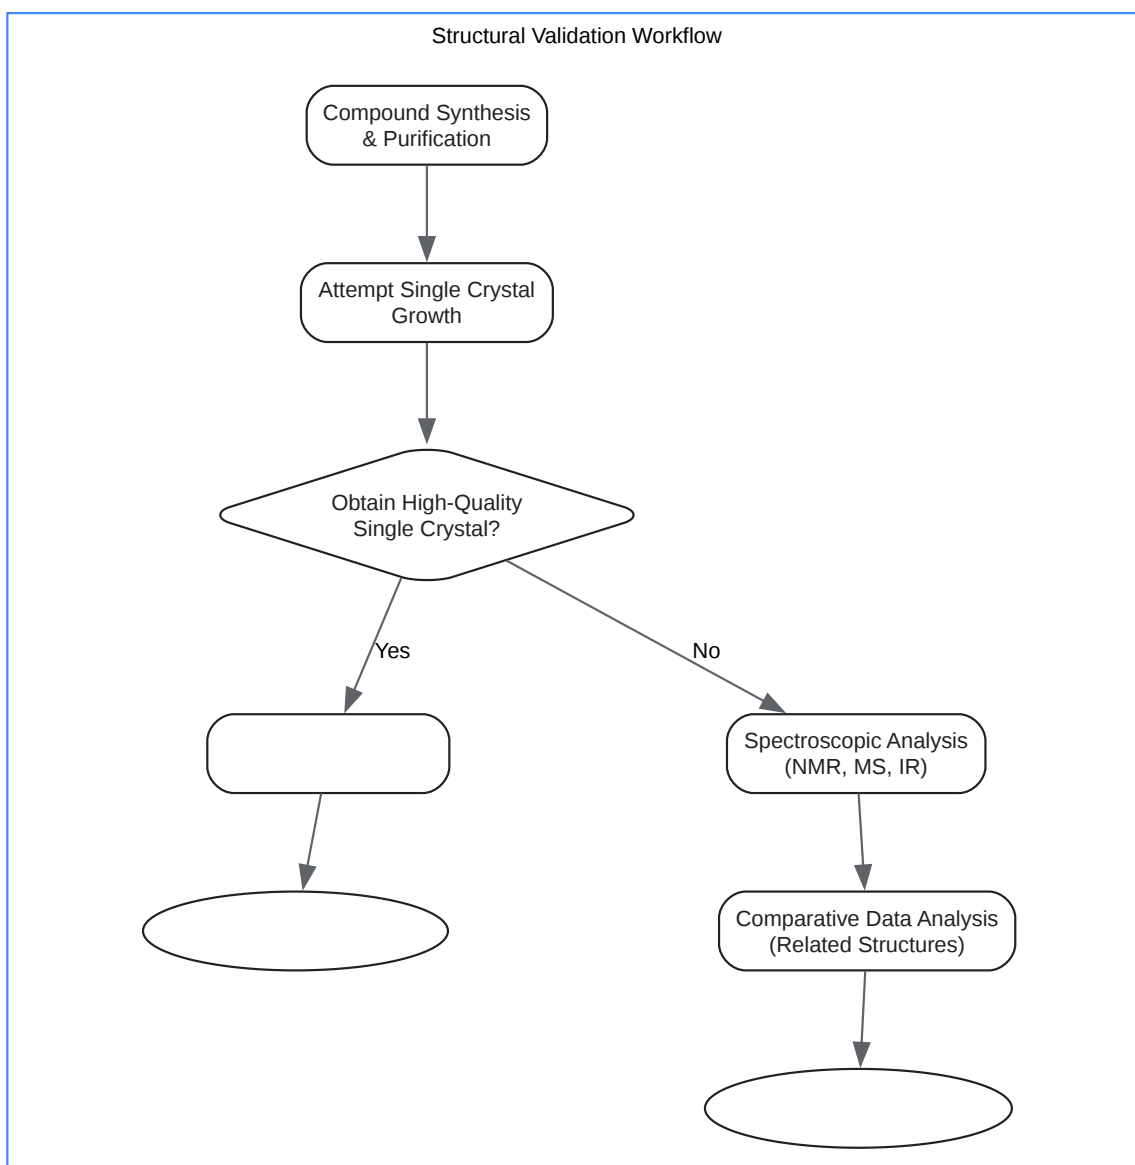 Structural Validation Workflow
Compound Synthesis
& Purification
Attempt Single Crystal
Growth
Obtain High-Quality
Single Crystal?
Yes
No
Spectroscopic Analysis
(NMR, MS, IR)
Comparative Data Analysis
(Related Structures)